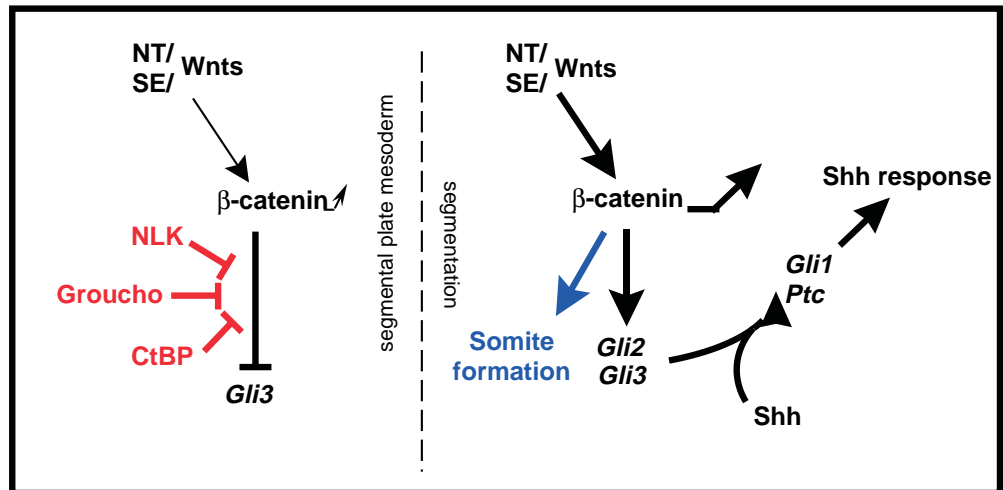 NT/
SE/
Wnts
β-catenin
NLK
Groucho
CtBP
Gli3
segmental plate mesoderm
segmentation
NT/
SE/
Wnts
β-catenin
Somite
formation
Gli2
Gli3
Shh
Gli1
Ptc
Shh response